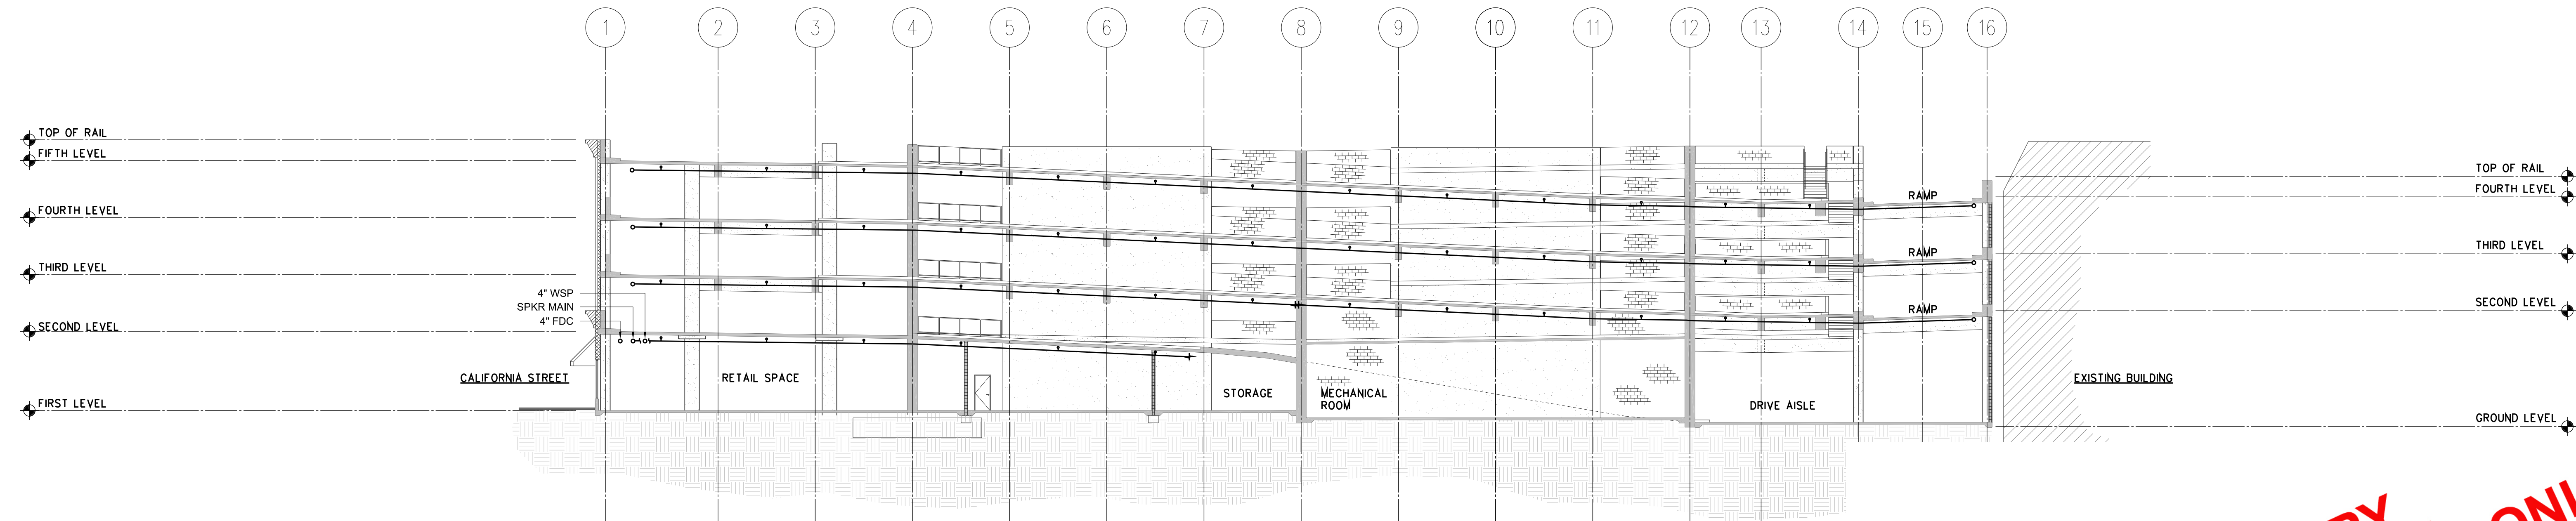 1 2 3 4 5 6 7 8 9 10 11 12 13 14 15 16
TOP OF RAIL
FIFTH LEVEL
FOURTH LEVEL
THIRD LEVEL
SECOND LEVEL
FIRST LEVEL
4" WSP
SPKR MAIN
4" FDC
CALIFORNIA STREET
RETAIL SPACE
STORAGE
MECHANICAL
ROOM
DRIVE AISLE
RAMP
RAMP
RAMP
EXISTING BUILDING
TOP OF RAIL
FOURTH LEVEL
THIRD LEVEL
SECOND LEVEL
GROUND LEVEL